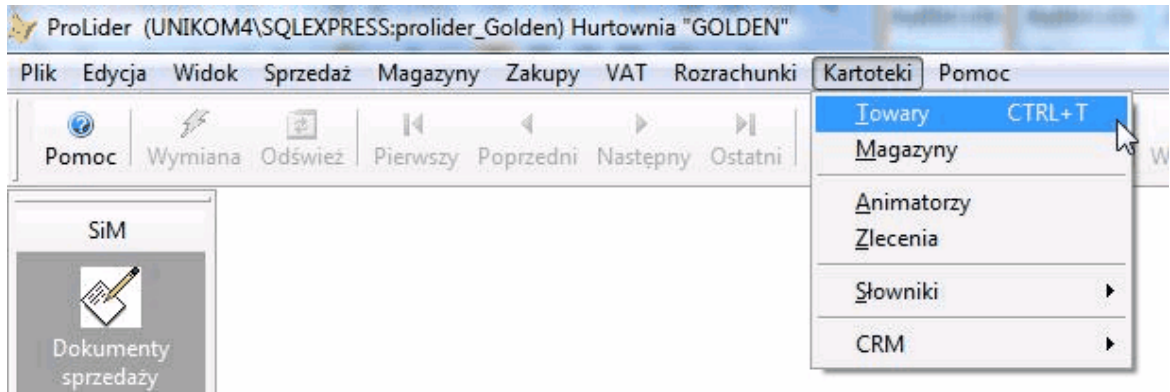 ProLider (UNIKOM4\SQLEXPRESS:prolider_Golden) Hurtownia "GOLDEN"
Plik Edycja Widok Sprzedaż Magazyny Zakupy VAT Rozrachunki Kartoteki Pomoc
Pomoc Wymiana Odśwież Pierwszy Poprzedni Następny Ostatni
Towary CTRL+T
Magazyny
Animatorzy
Zlecenia
Słowniki
CRM
SiM
Dokumenty
sprzedaży